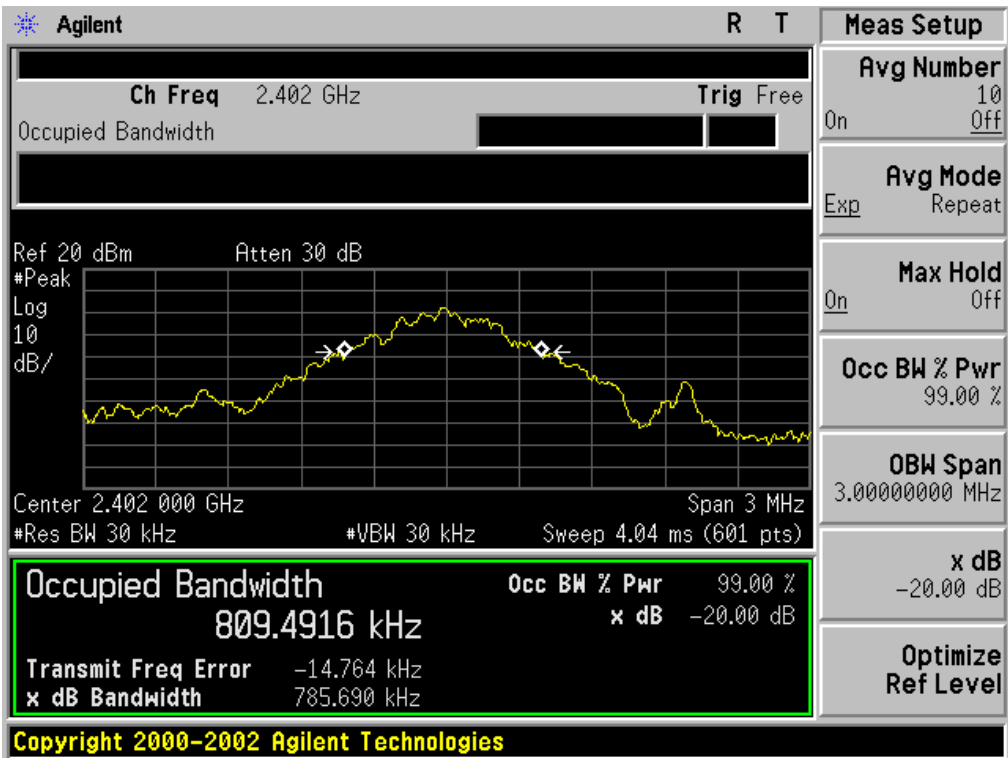 Agilent R T
Ch Freq 2.402 GHz Trig Free
Occupied Bandwidth
Ref 20 dBm Atten 30 dB
#Peak
Log
10
dB/
Center 2.402 000 GHz Span 3 MHz
#Res BW 30 kHz #VBW 30 kHz Sweep 4.04 ms (601 pts)
Occupied Bandwidth
809.4916 kHz
Occ BW % Pwr 99.00 %
x dB -20.00 dB
Transmit Freq Error -14.764 kHz
x dB Bandwidth 785.690 kHz
Copyright 2000-2002 Agilent Technologies
Meas Setup
Avg Number
10
On Off
Avg Mode
Exp Repeat
Max Hold
On Off
Occ BW % Pwr
99.00 %
OBW Span
3.00000000 MHz
x dB
-20.00 dB
Optimize
Ref Level